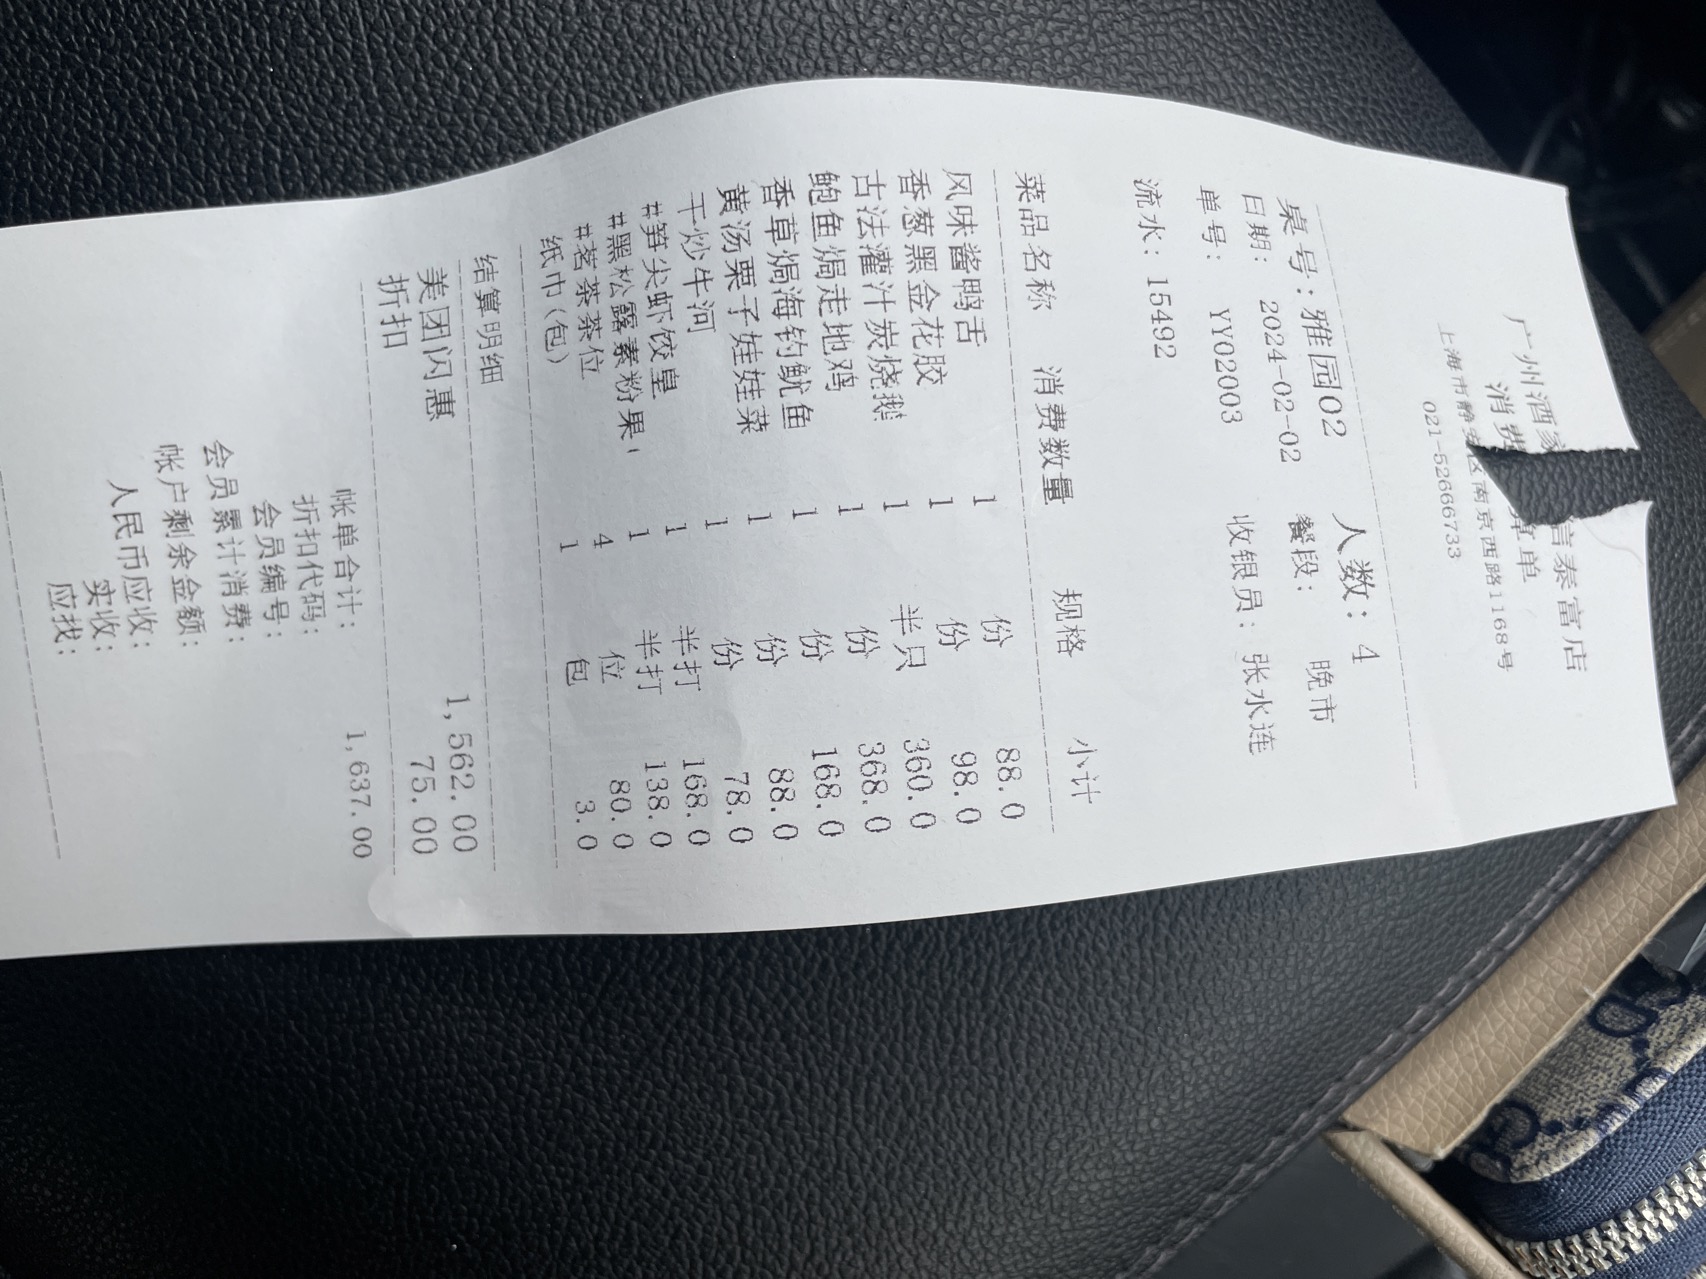 广州酒家 信泰富店
消费 单
上海市静安区南京西路1168号
021-52666733
桌号:雅园02 人数:4
日期: 2024-02-02 餐段: 晚市
单号: YY02003 收银员: 张水连
流水: 15492
菜品名称 消费数量 规格 小计
风味酱鸭舌 1 份 88.0
香葱黑金花胶 1 份 98.0
古法灌汁炭烧鹅 1 半只 360.0
鲍鱼焗走地鸡 1 份 368.0
香草焗海钓鱿鱼 1 份 168.0
黄汤栗子娃娃菜 1 份 88.0
干炒牛河 1 份 78.0
#笋尖虾饺皇 1 半打 168.0
#黑松露素粉果( 1 半打 138.0
#茗茶茶位 4 位 80.0
纸巾(包) 1 包 3.0
结算明细
美团闪惠 1,562.00
折扣 75.00
帐单合计: 1,637.00
折扣代码:
会员编号:
会员累计消费:
帐户剩余金额:
人民币应收:
实收:
应找: